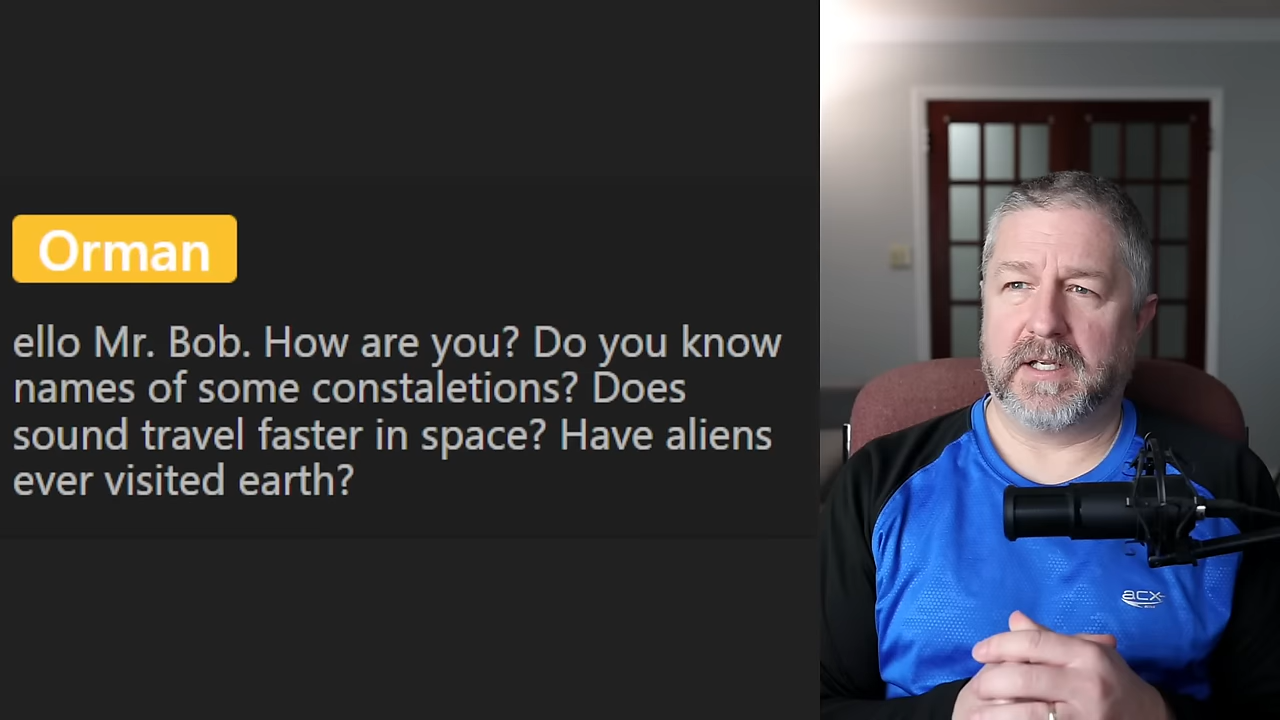 Orman
ello Mr. Bob. How are you? Do you know
names of some constaletions? Does
sound travel faster in space? Have aliens
ever visited earth?
acx